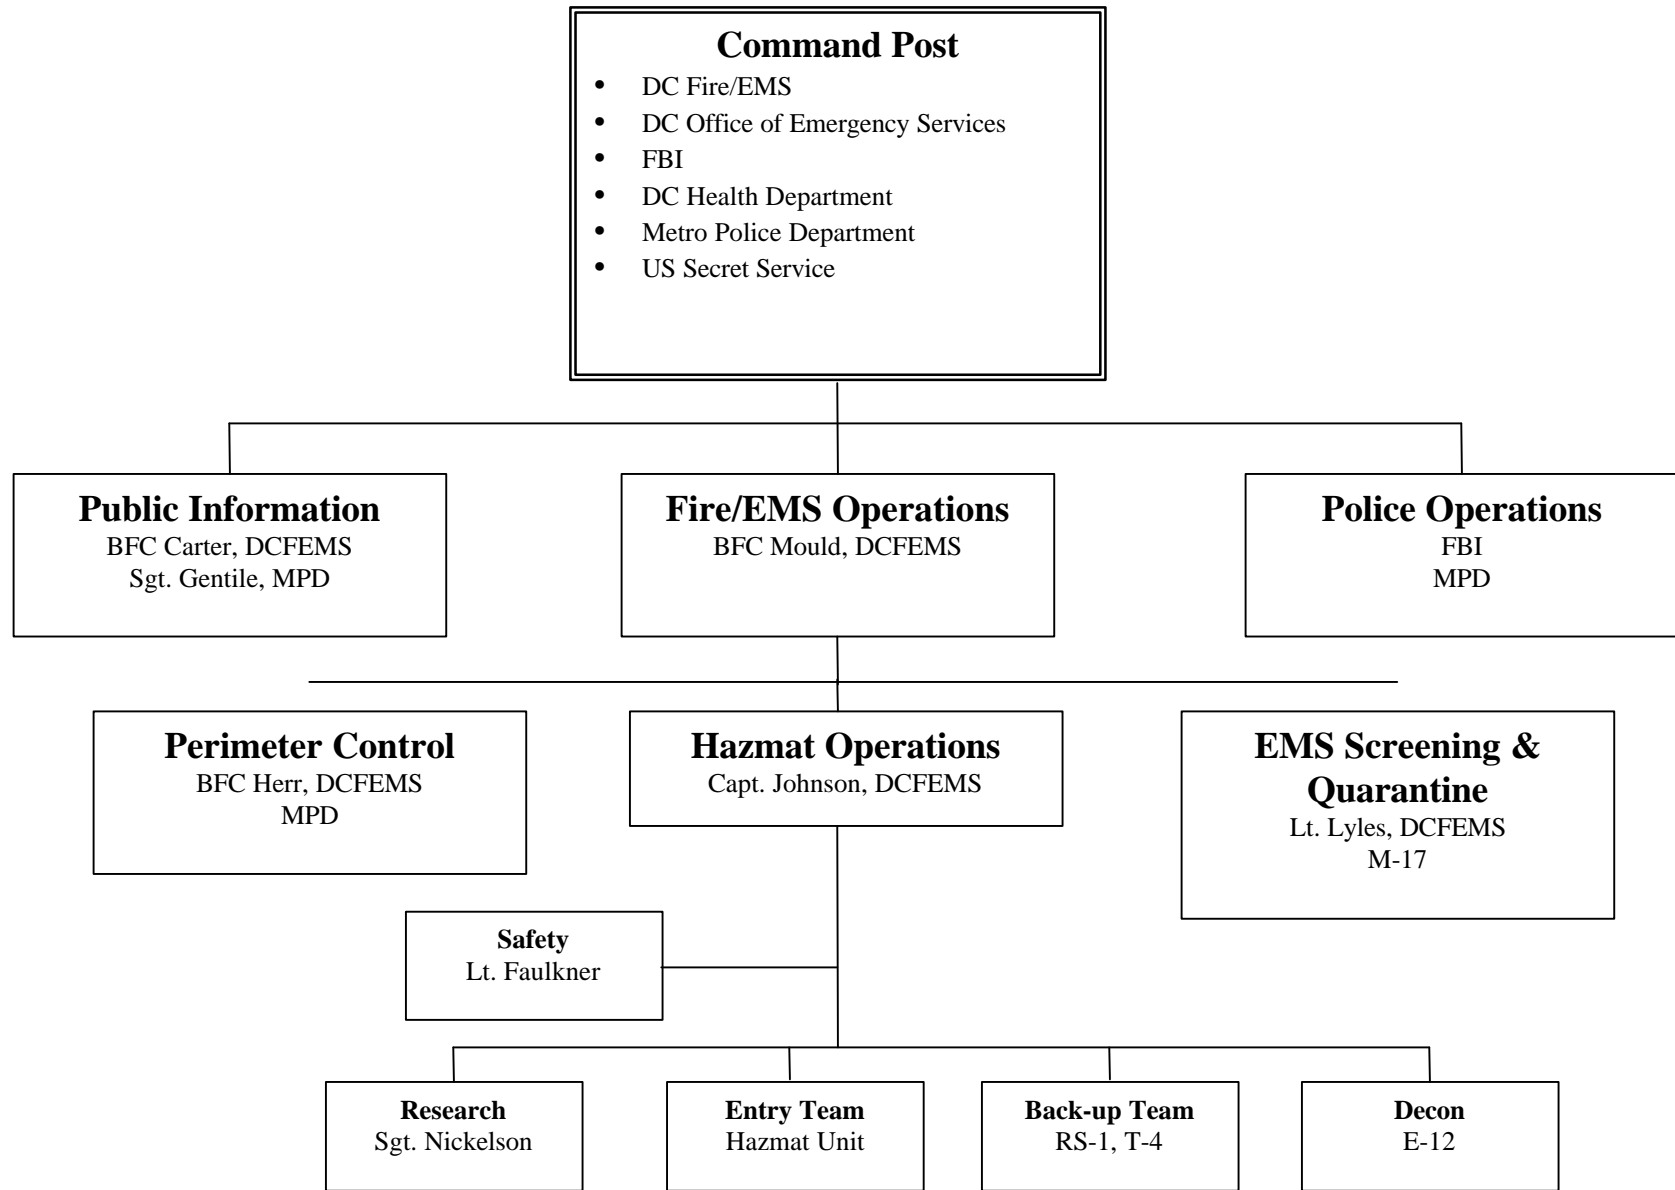 Command Post
• DC Fire/EMS
• DC Office of Emergency Services
• FBI
• DC Health Department
• Metro Police Department
• US Secret Service
Public Information
BFC Carter, DCFEMS
Sgt. Gentile, MPD
Fire/EMS Operations
BFC Mould, DCFEMS
Police Operations
FBI
MPD
Perimeter Control
BFC Herr, DCFEMS
MPD
Hazmat Operations
Capt. Johnson, DCFEMS
EMS Screening &
Quarantine
Lt. Lyles, DCFEMS
M-17
Safety
Lt. Faulkner
Research
Sgt. Nickelson
Entry Team
Hazmat Unit
Back-up Team
RS-1, T-4
Decon
E-12